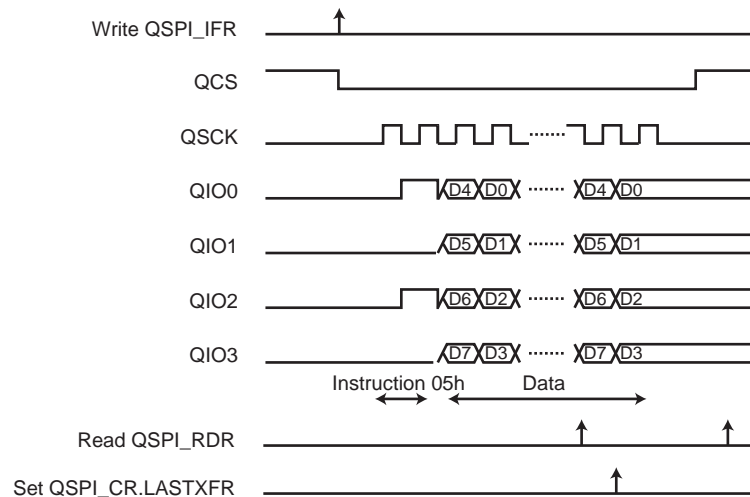 Write QSPI_IFR
QCS
QSCK
QIO0 D4 D0 D4 D0
QIO1 D5 D1 D5 D1
QIO2 D6 D2 D6 D2
QIO3 D7 D3 D7 D3
Instruction 05h Data
Read QSPI_RDR
Set QSPI_CR.LASTXFR